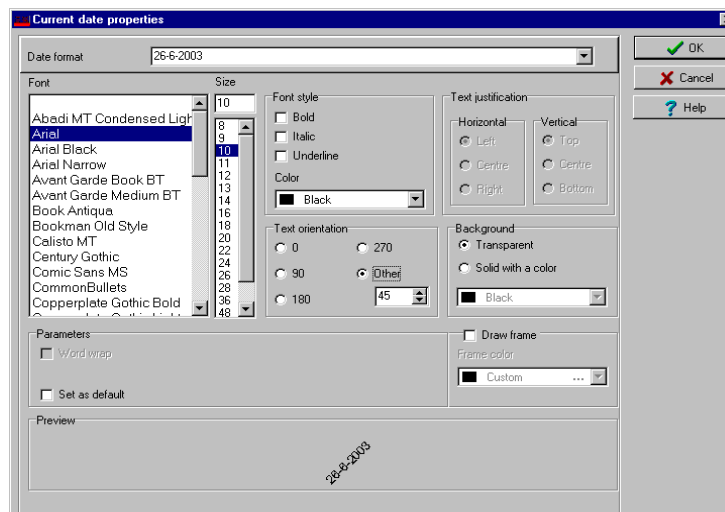 Current date properties
Date format
26-6-2003
OK
Cancel
Help
Font
Abadi MT Condensed Ligh
Arial
Arial Black
Arial Narrow
Avant Garde Book BT
Avant Garde Medium BT
Book Antiqua
Bookman Old Style
Calisto MT
Century Gothic
Comic Sans MS
CommonBullets
Copperplate Gothic Bold
Size
10
8
9
10
11
12
13
14
16
18
20
22
24
26
28
36
48
Font style
Bold
Italic
Underline
Color
Black
Text justification
Horizontal
Left
Centre
Right
Vertical
Top
Centre
Bottom
Text orientation
0
270
90
Other
180
45
Background
Transparent
Solid with a color
Black
Parameters
Word wrap
Set as default
Draw frame
Frame color
Custom ...
Preview
26-6-2003